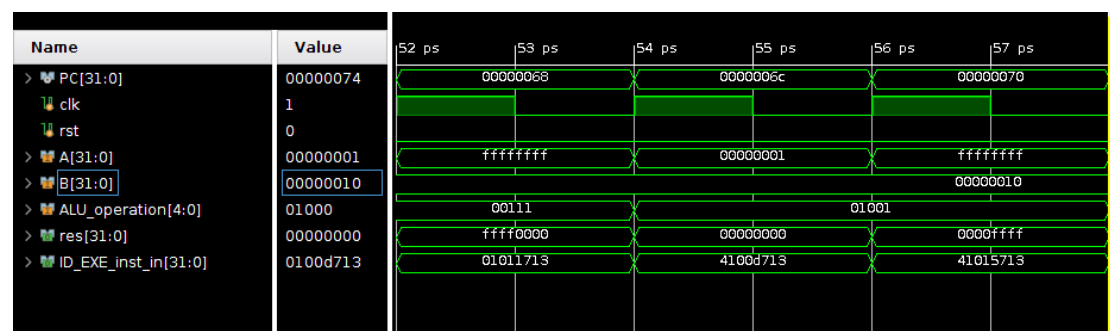 Name Value 52 ps 53 ps 54 ps 55 ps 56 ps 57 ps
PC[31:0] 00000074 00000068 0000006c 00000070
clk 1
rst 0
A[31:0] 00000001 ffffffff 00000001 ffffffff
B[31:0] 00000010 00000010
ALU_operation[4:0] 01000 00111 01001
res[31:0] 00000000 ffff0000 00000000 0000ffff
ID_EXE_inst_in[31:0] 0100d713 01011713 4100d713 41015713